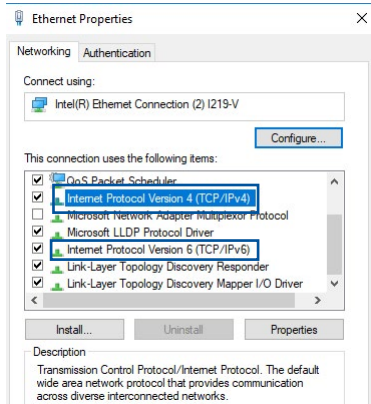 Ethernet Properties
Networking Authentication
Connect using:
Intel(R) Ethernet Connection (2) I219-V
Configure...
This connection uses the following items:
QoS Packet Scheduler
Internet Protocol Version 4 (TCP/IPv4)
Microsoft Network Adapter Multiplexor Protocol
Microsoft LLDP Protocol Driver
Internet Protocol Version 6 (TCP/IPv6)
Link-Layer Topology Discovery Responder
Link-Layer Topology Discovery Mapper I/O Driver
Install... Uninstall Properties
Description
Transmission Control Protocol/Internet Protocol. The default
wide area network protocol that provides communication
across diverse interconnected networks.